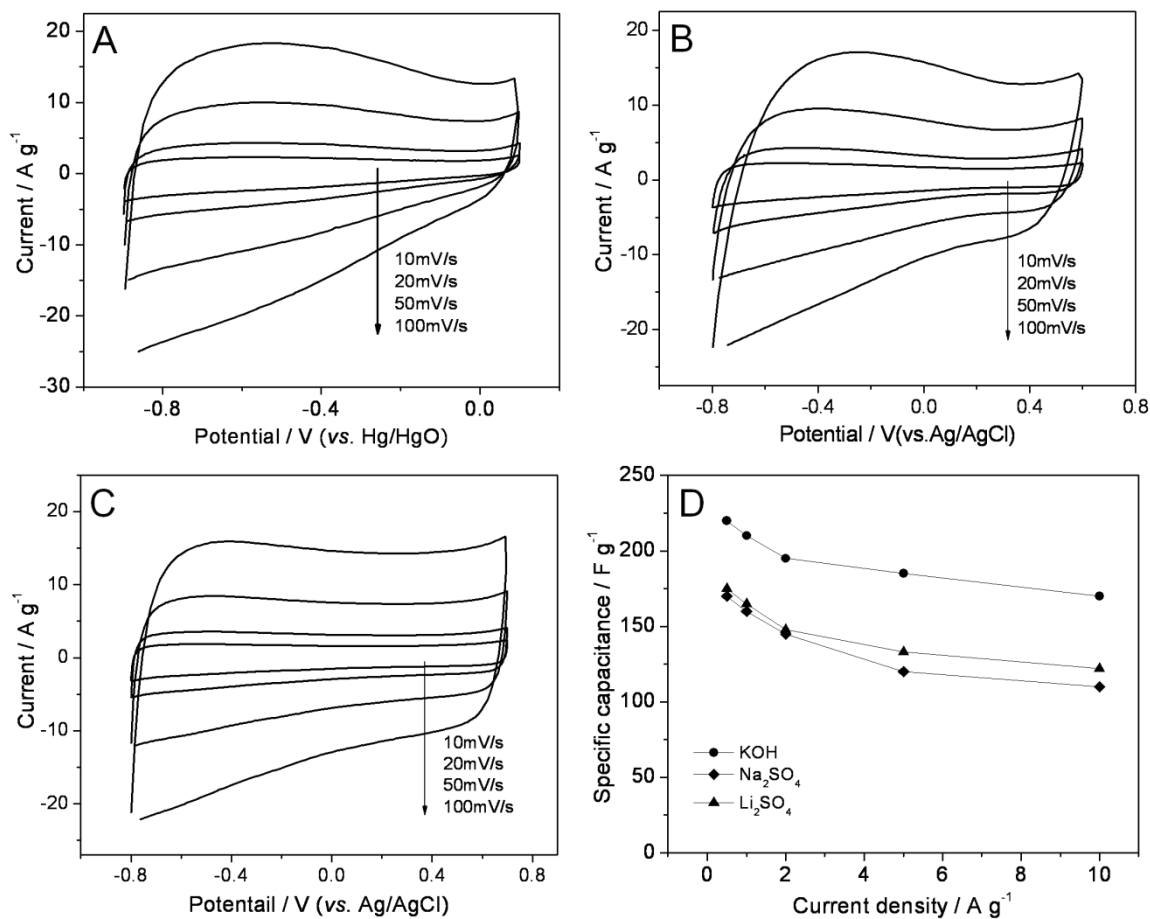 A
20
10
0
-10
-20
-30
Current / A g⁻¹
10mV/s
20mV/s
50mV/s
100mV/s
-0.8
-0.4
0.0
Potential / V (vs. Hg/HgO)
B
20
10
0
-10
-20
Current / A g⁻¹
10mV/s
20mV/s
50mV/s
100mV/s
-0.8
-0.4
0.0
0.4
0.8
Potential / V(vs.Ag/AgCl)
C
20
10
0
-10
-20
Current / A g⁻¹
10mV/s
20mV/s
50mV/s
100mV/s
-0.8
-0.4
0.0
0.4
0.8
Potentail / V (vs. Ag/AgCl)
D
250
200
150
100
50
0
Specific capacitance / F g⁻¹
KOH
Na₂SO₄
Li₂SO₄
0
2
4
6
8
10
Current density / A g⁻¹